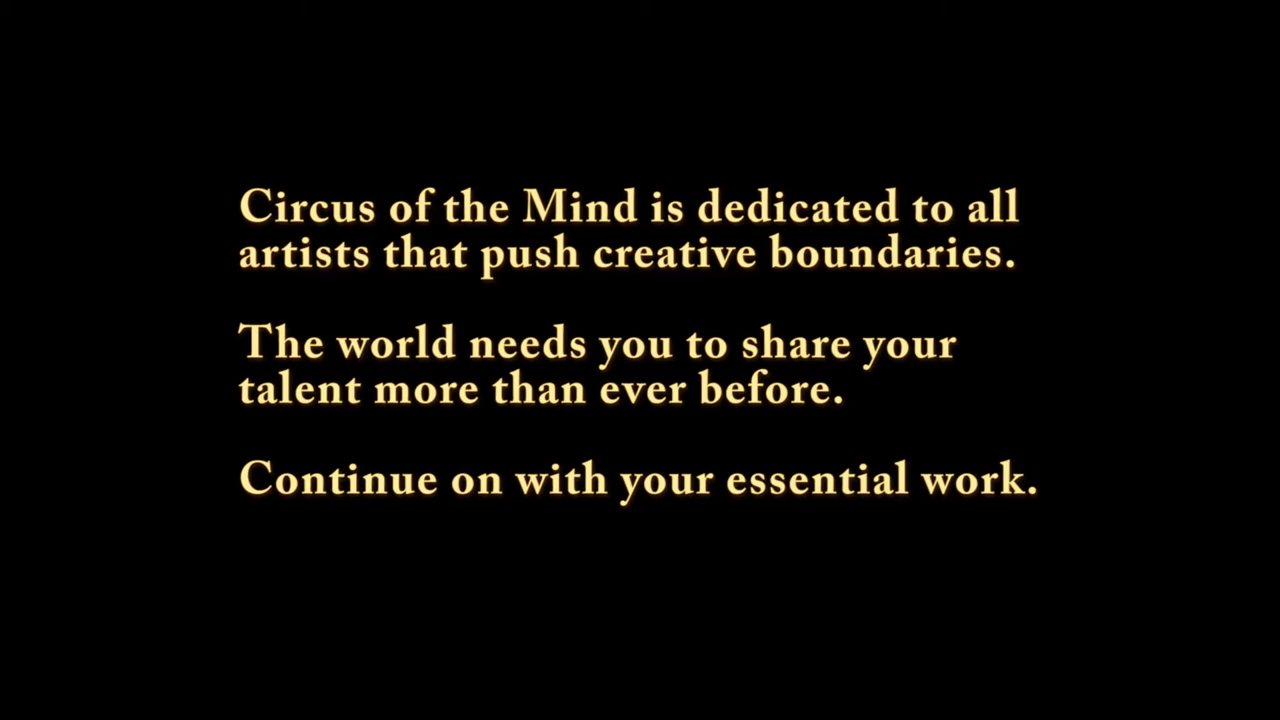 Circus of the Mind is dedicated to all
artists that push creative boundaries.
The world needs you to share your
talent more than ever before.
Continue on with your essential work.